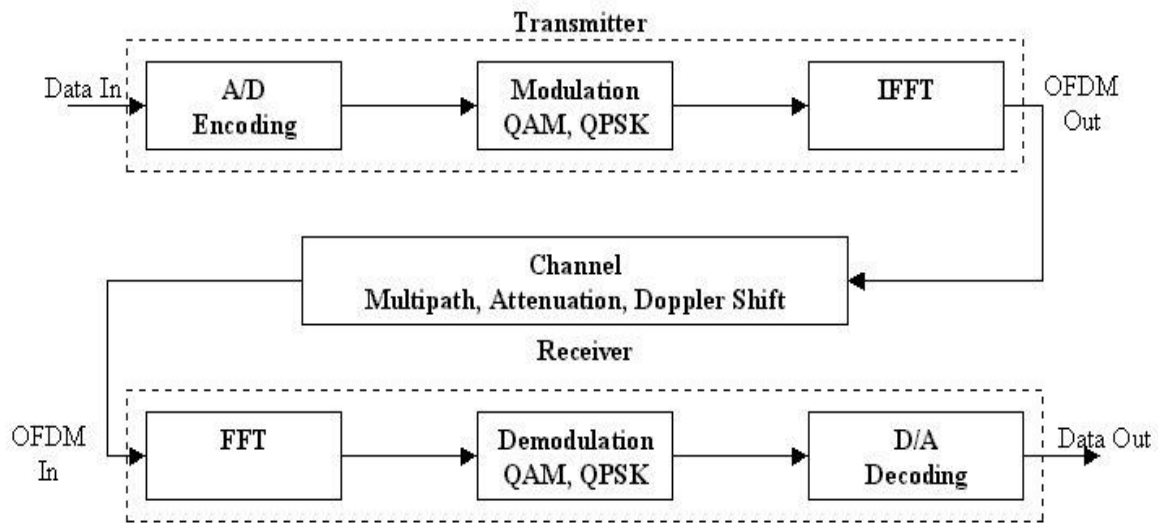 Transmitter
Data In
A/D
Encoding
Modulation
QAM, QPSK
IFFT
OFDM
Out
Channel
Multipath, Attenuation, Doppler Shift
Receiver
OFDM
In
FFT
Demodulation
QAM, QPSK
D/A
Decoding
Data Out